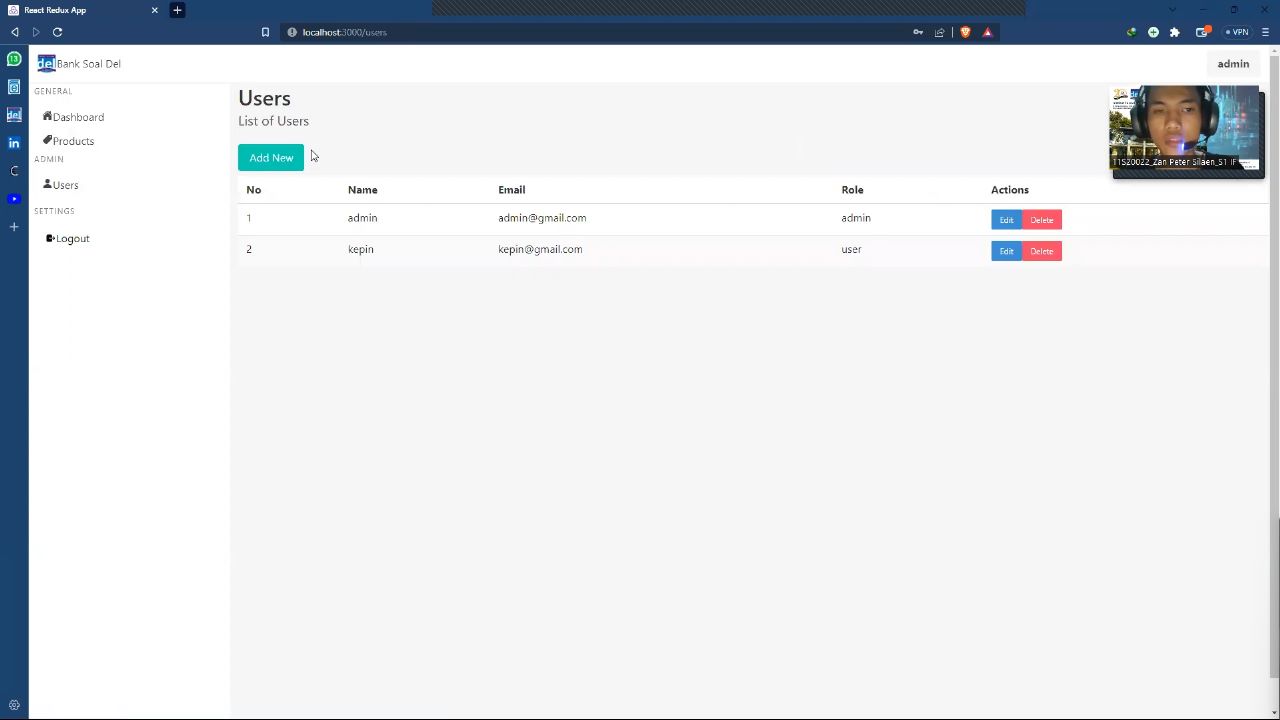 React Redux App
localhost:3000/users
VPN
13
del Bank Soal Del
admin
GENERAL
Dashboard
Products
ADMIN
Users
SETTINGS
Logout
Users
List of Users
Add New
11S20022_Zan Peter Silaen_S1 IF
No Name Email Role Actions
1 admin admin@gmail.com admin Edit Delete
2 kepin kepin@gmail.com user Edit Delete